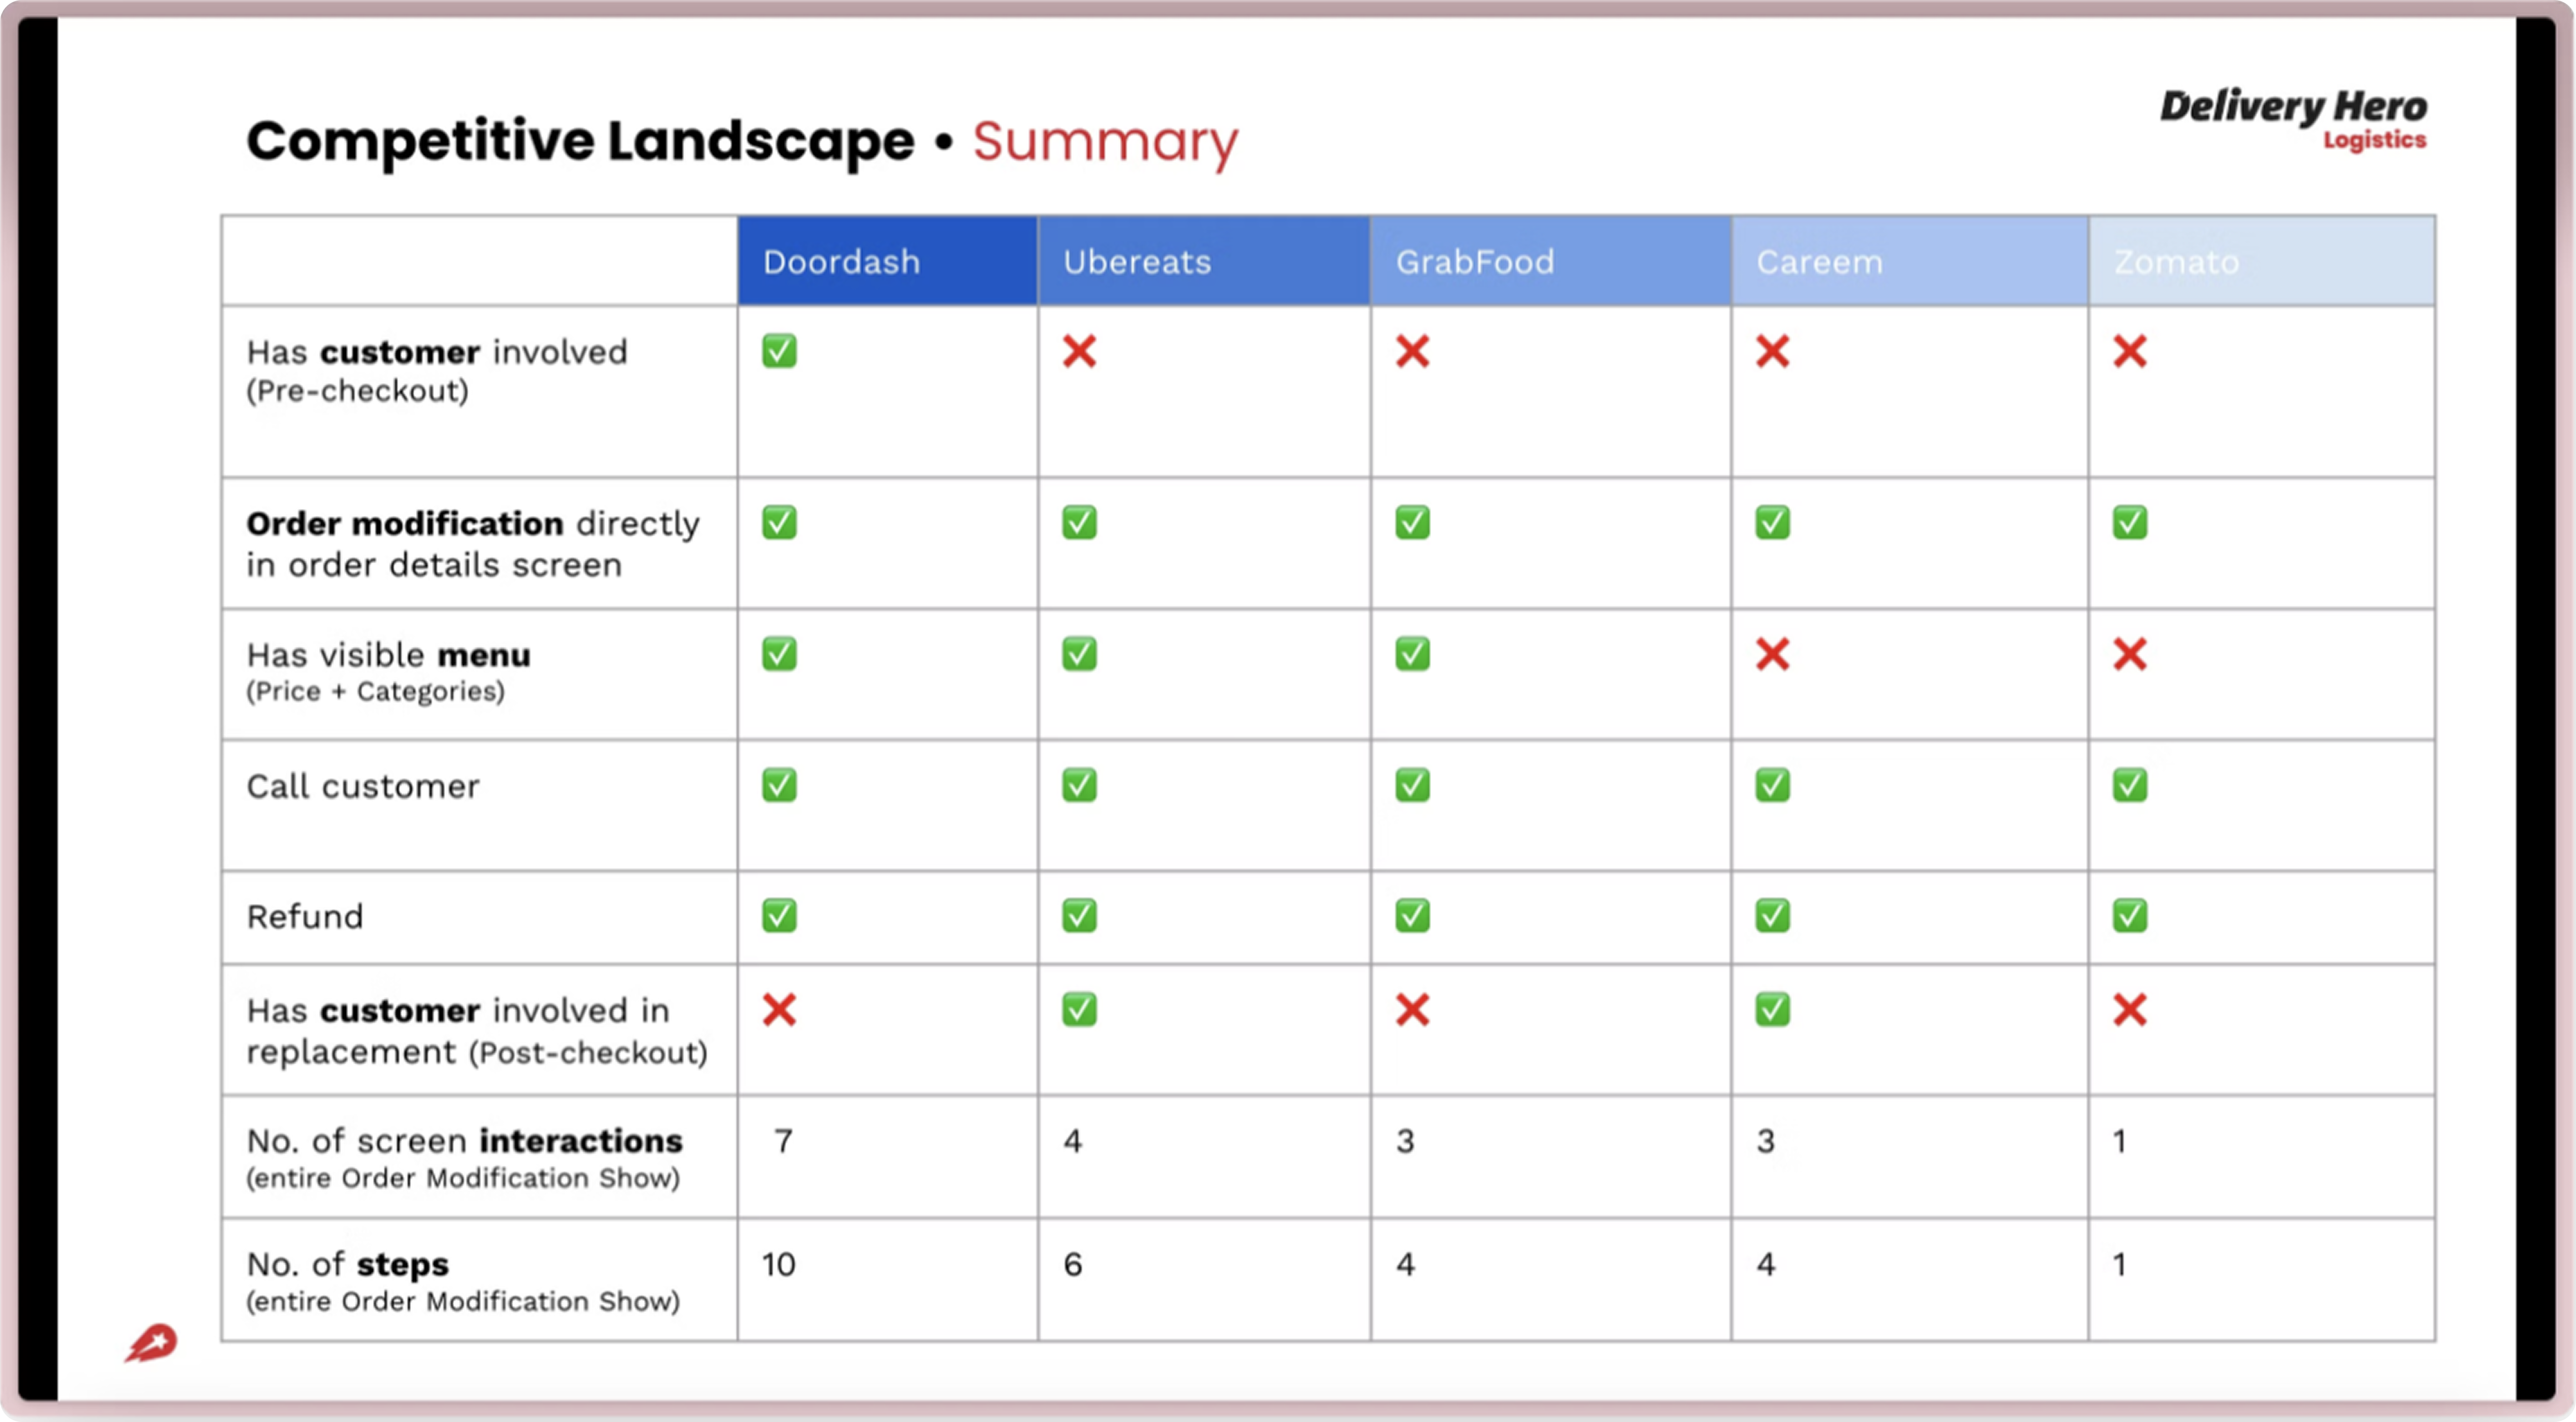 Delivery Hero
Logistics
Competitive Landscape • Summary
Doordash Ubereats GrabFood Careem Zomato
Has customer involved ✅ ❌ ❌ ❌ ❌
(Pre-checkout)
Order modification directly ✅ ✅ ✅ ✅ ✅
in order details screen
Has visible menu ✅ ✅ ✅ ❌ ❌
(Price + Categories)
Call customer ✅ ✅ ✅ ✅ ✅
Refund ✅ ✅ ✅ ✅ ✅
Has customer involved in ❌ ✅ ❌ ✅ ❌
replacement (Post-checkout)
No. of screen interactions 7 4 3 3 1
(entire Order Modification Show)
No. of steps 10 6 4 4 1
(entire Order Modification Show)